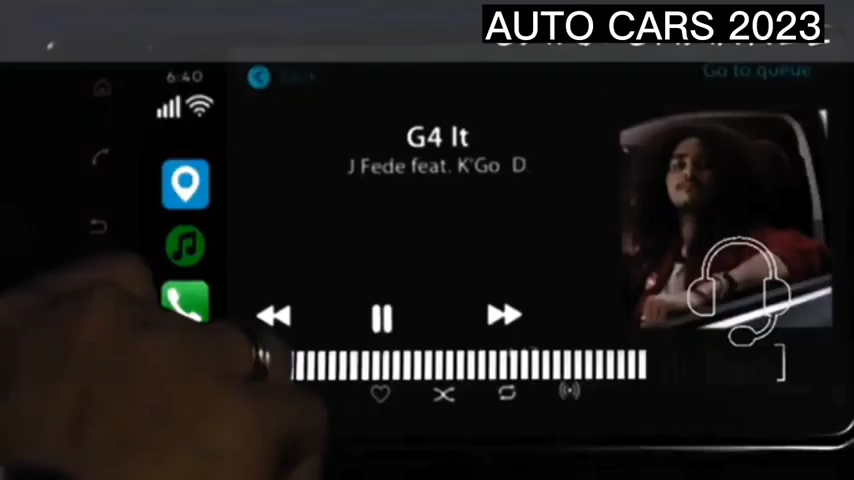 AUTO CARS 2023
6:40
Go to queue
G4 It
J Fede feat. K'Go D